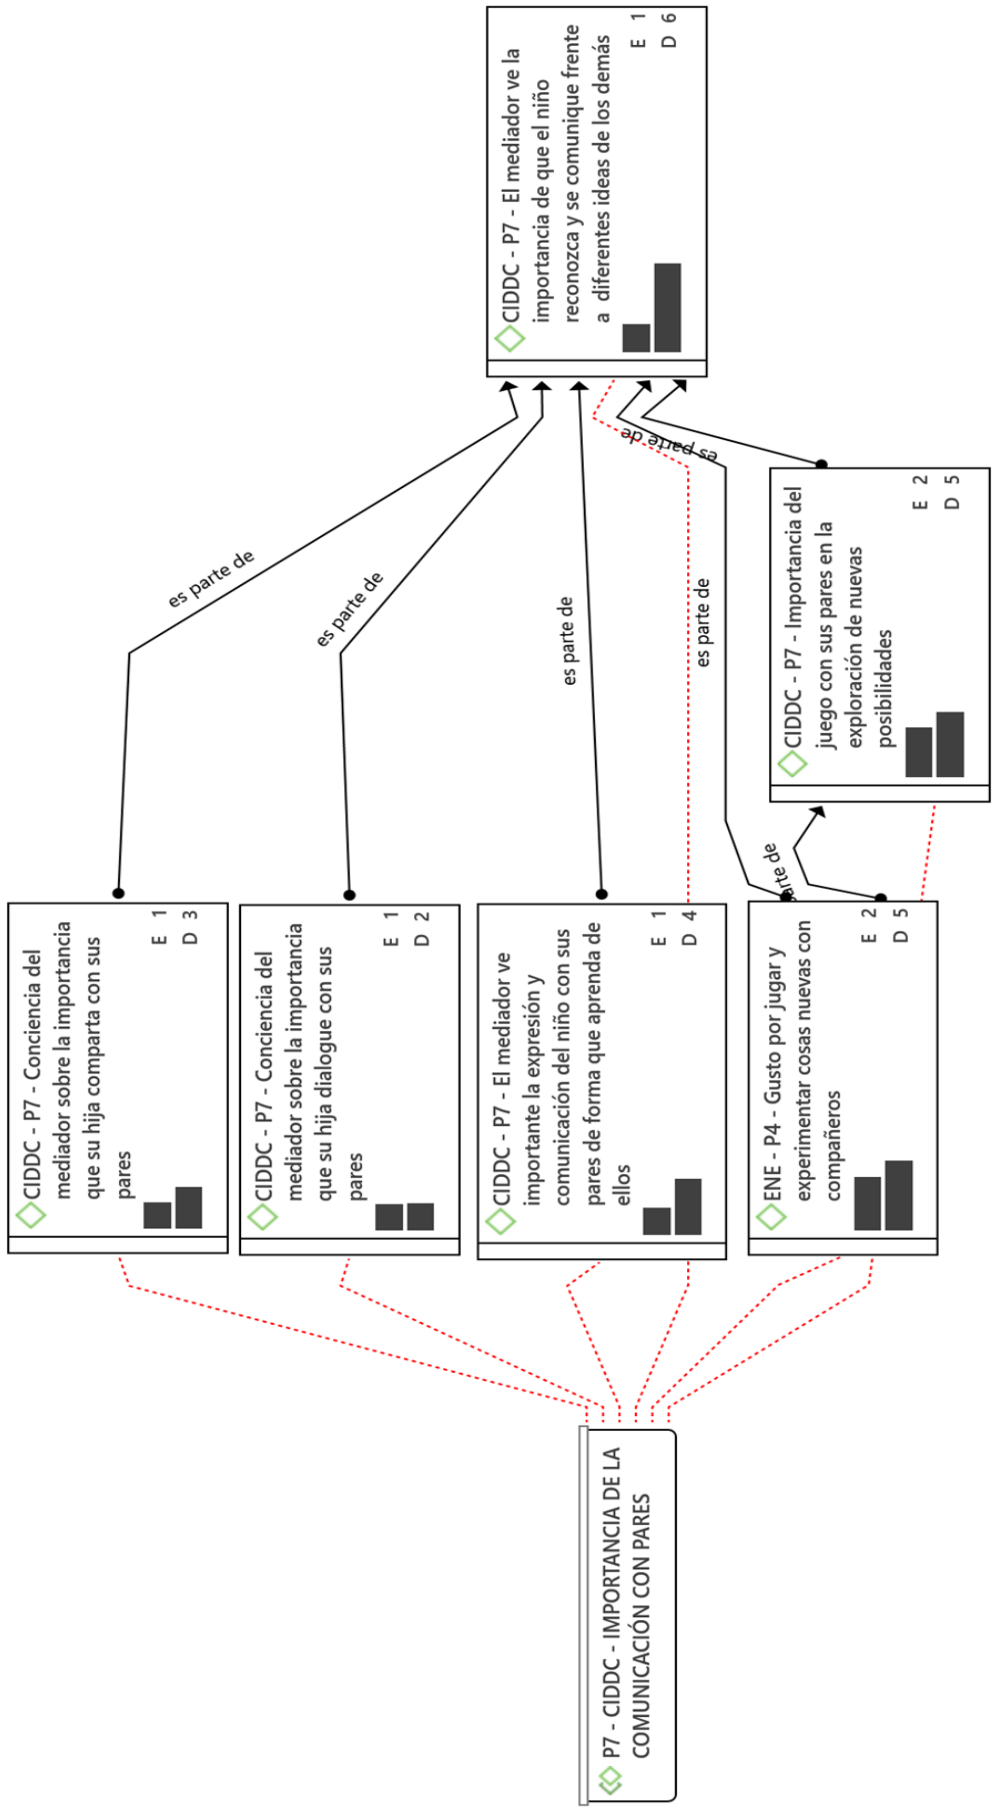 P7 - CIDDC - IMPORTANCIA DE LA
COMUNICACIÓN CON PARES
CIDDC - P7 - Conciencia del
mediador sobre la importancia
que su hija comparta con sus
pares
E 1
D 3
CIDDC - P7 - Conciencia del
mediador sobre la importancia
que su hija dialogue con sus
pares
E 1
D 2
CIDDC - P7 - El mediador ve
importante la expresión y
comunicación del niño con sus
pares de forma que aprenda de
ellos
E 1
D 4
ENE - P4 - Gusto por jugar y
experimentar cosas nuevas con
compañeros
E 2
D 5
es parte de
es parte de
es parte de
es parte de
es parte de
arte de
CIDDC - P7 - Importancia del
juego con sus pares en la
exploración de nuevas
posibilidades
E 2
D 5
CIDDC - P7 - El mediador ve la
importancia de que el niño
reconozca y se comunique frente
a diferentes ideas de los demás
E 1
D 6